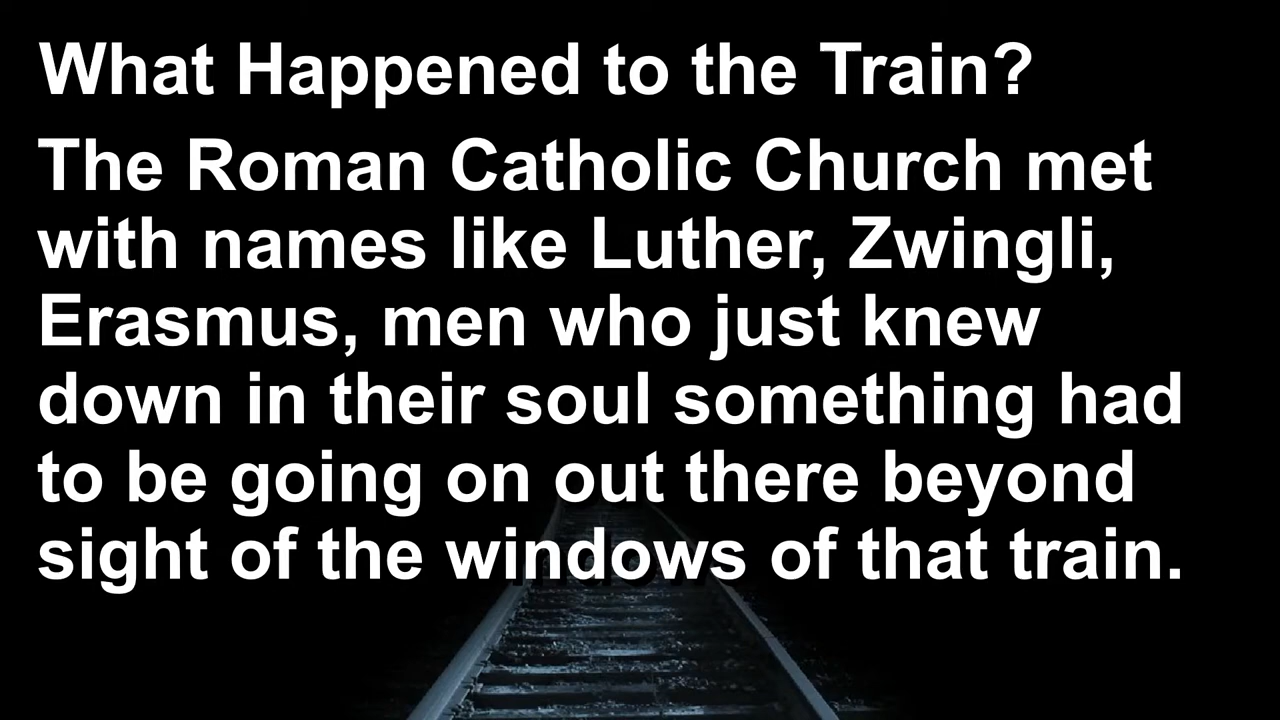 What Happened to the Train?
The Roman Catholic Church met
with names like Luther, Zwingli,
Erasmus, men who just knew
down in their soul something had
to be going on out there beyond
sight of the windows of that train.